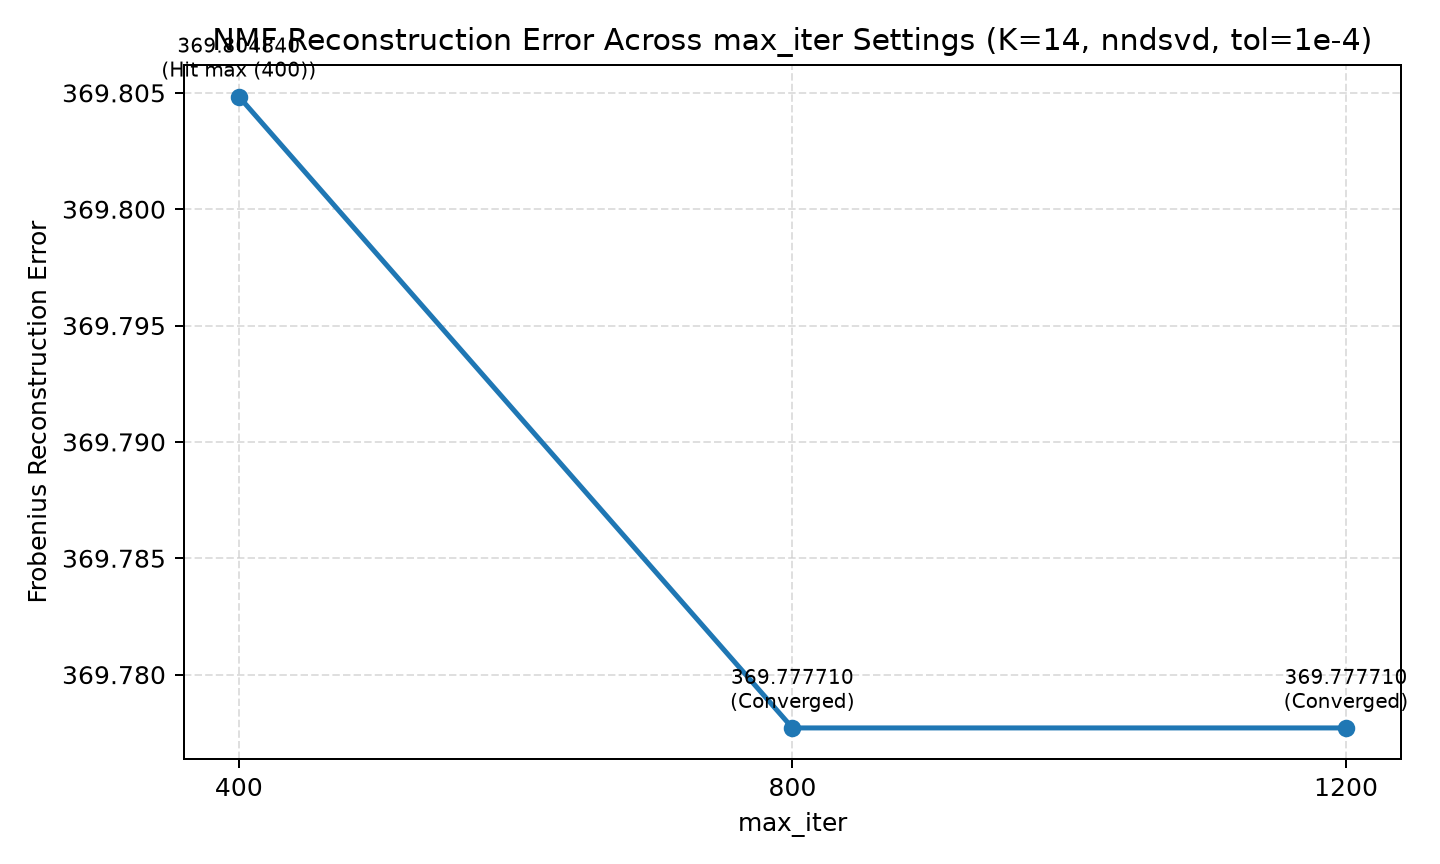 NMF Reconstruction Error Across max_iter Settings (K=14, nndsvd, tol=1e-4)
369.804840
(Hit max (400))
369.805
369.800
369.795
369.790
369.785
369.780
Frobenius Reconstruction Error
369.777710
(Converged)
369.777710
(Converged)
400
800
1200
max_iter